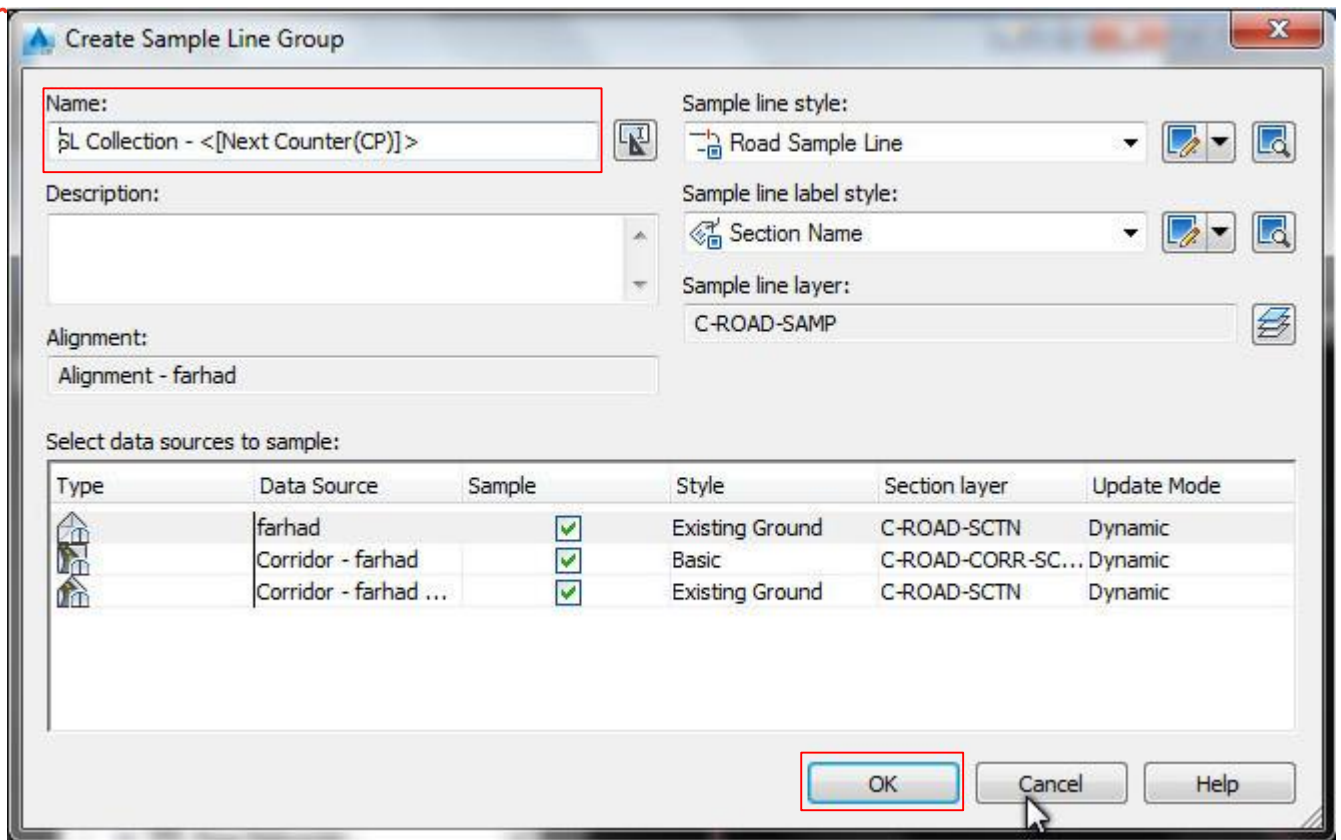 Create Sample Line Group
Name:
SL Collection - <[Next Counter(CP)]>
Description:
Alignment:
Alignment - farhad
Sample line style:
Road Sample Line
Sample line label style:
Section Name
Sample line layer:
C-ROAD-SAMP
Select data sources to sample:
Type Data Source Sample Style Section layer Update Mode
farhad Existing Ground C-ROAD-SCTN Dynamic
Corridor - farhad Basic C-ROAD-CORR-SC... Dynamic
Corridor - farhad ... Existing Ground C-ROAD-SCTN Dynamic
OK Cancel Help